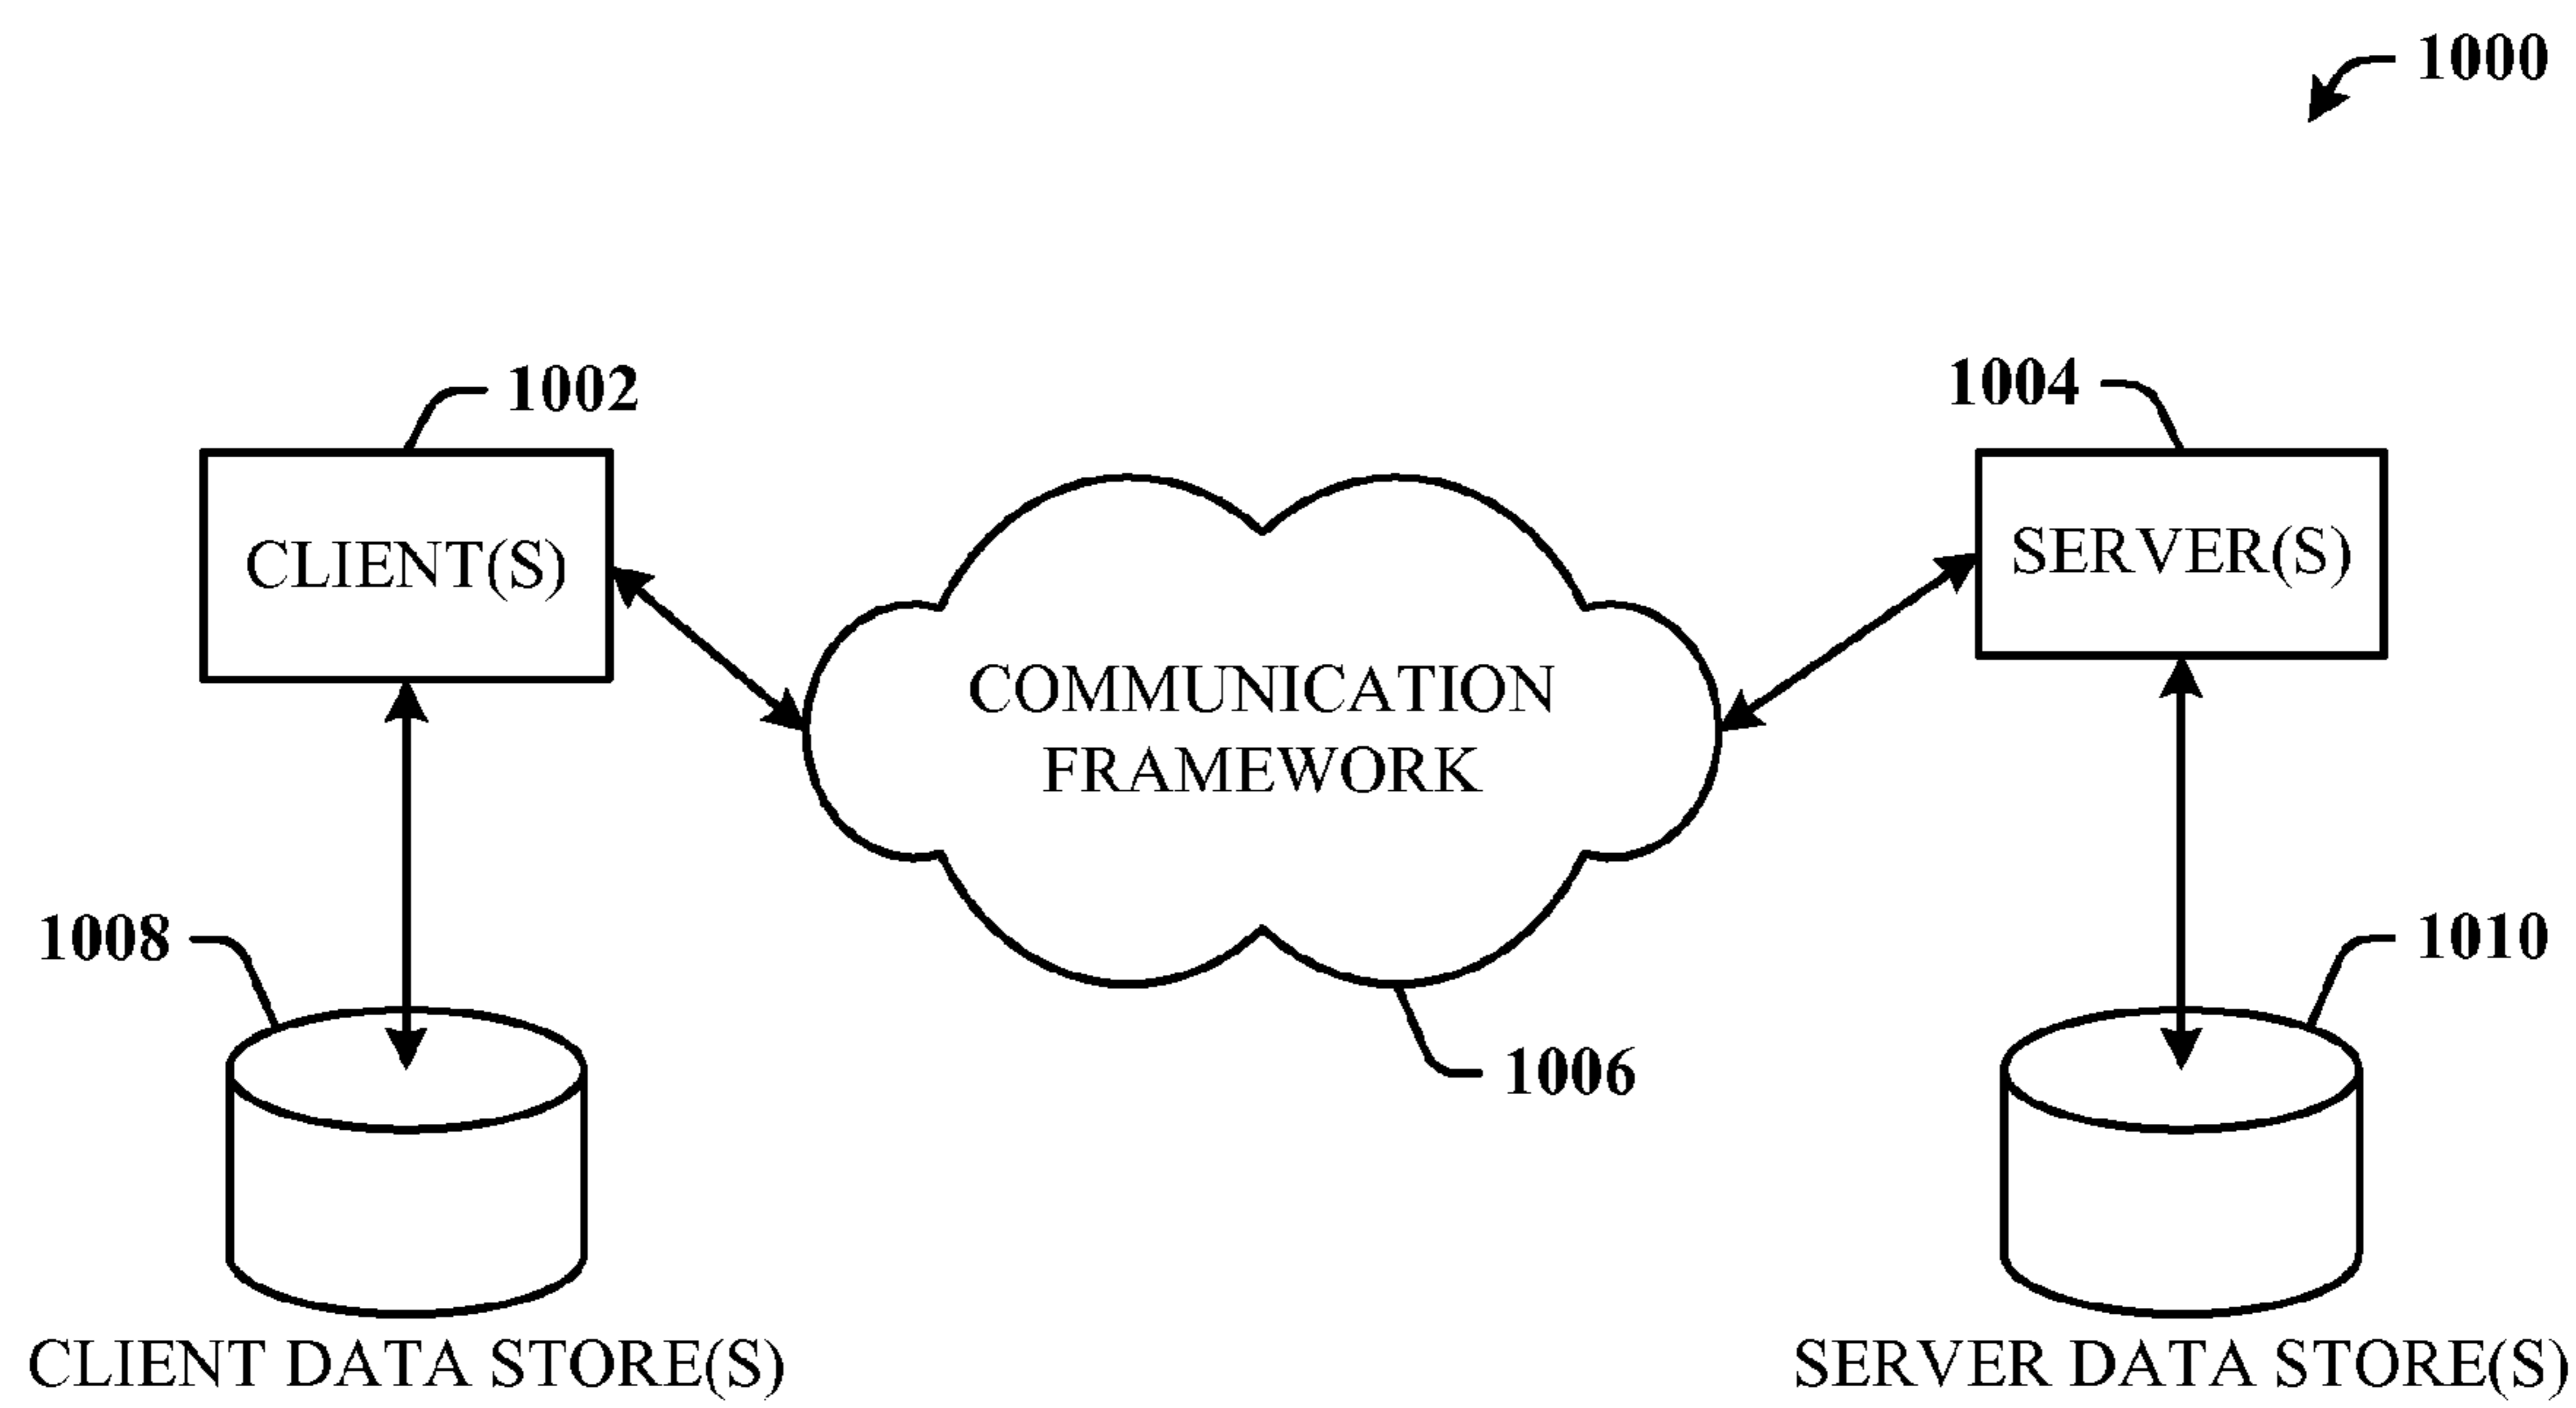 1000
1002
1004
CLIENT(S)
SERVER(S)
COMMUNICATION
FRAMEWORK
1008
1010
1006
CLIENT DATA STORE(S)
SERVER DATA STORE(S)